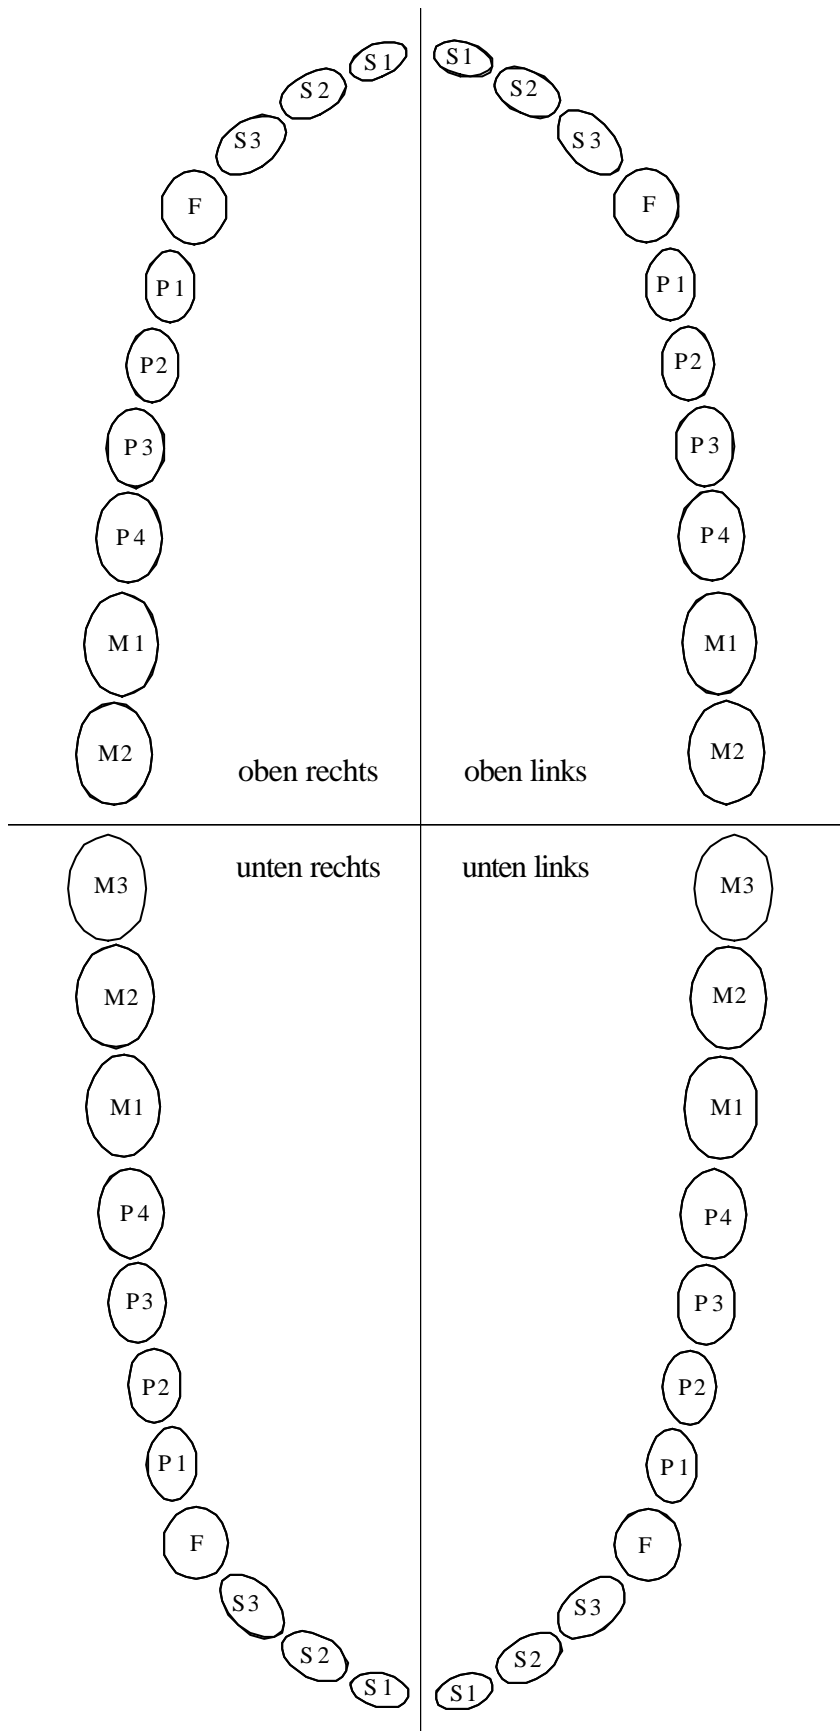 S1 S1
S2 S2
S3 S3
F F
P1 P1
P2 P2
P3 P3
P4 P4
M1 M1
M2 M2
oben rechts oben links
unten rechts unten links
M3 M3
M2 M2
M1 M1
P4 P4
P3 P3
P2 P2
P1 P1
F F
S3 S3
S2 S2
S1 S1